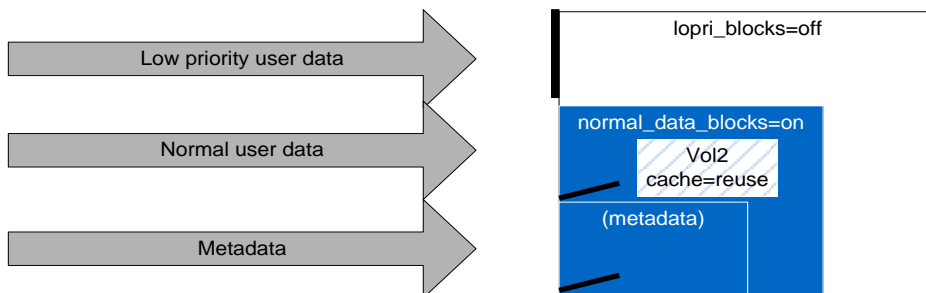 Low priority user data
lopri_blocks=off
Normal user data
normal_data_blocks=on
Vol2
cache=reuse
Metadata
(metadata)